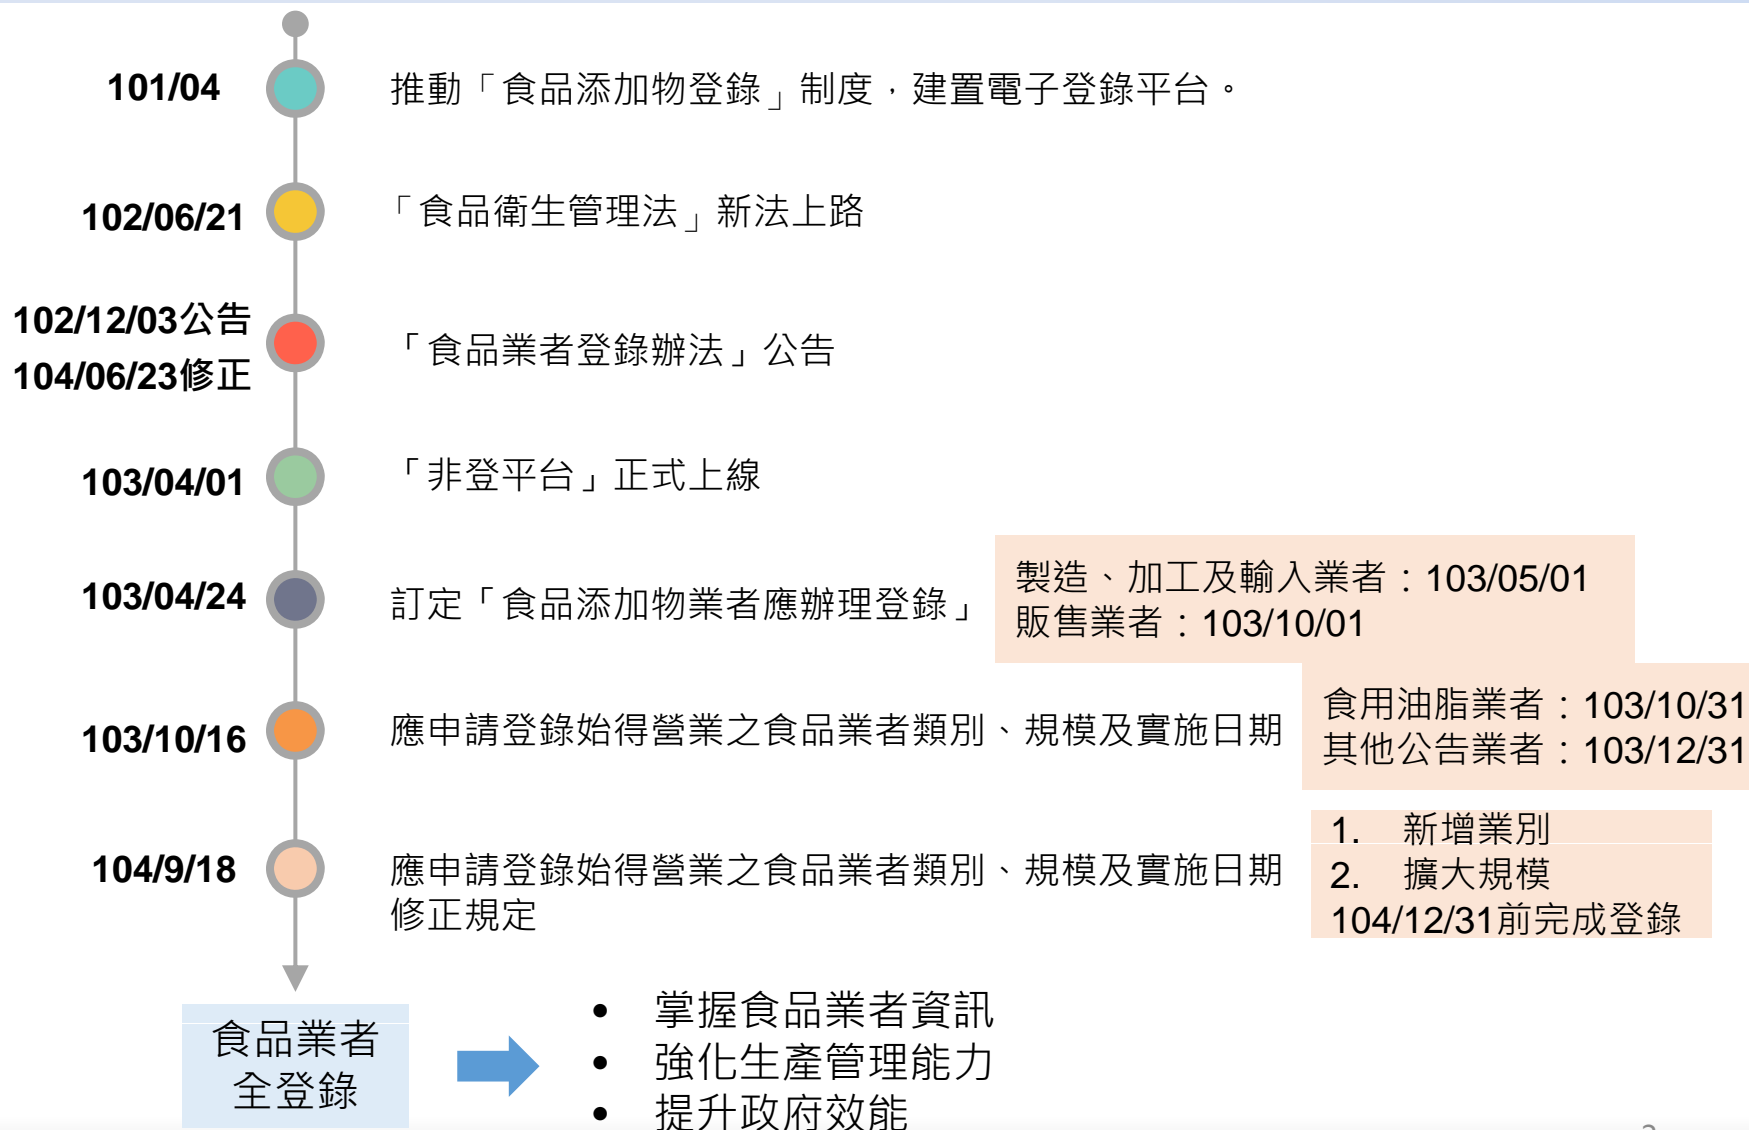 101/04
推動「食品添加物登錄」制度，建置電子登錄平台。
102/06/21
「食品衛生管理法」新法上路
102/12/03公告
104/06/23修正
「食品業者登錄辦法」公告
103/04/01
「非登平台」正式上線
103/04/24
訂定「食品添加物業者應辦理登錄」
製造、加工及輸入業者：103/05/01
販售業者：103/10/01
103/10/16
應申請登錄始得營業之食品業者類別、規模及實施日期
食用油脂業者：103/10/31
其他公告業者：103/12/31
104/9/18
應申請登錄始得營業之食品業者類別、規模及實施日期
修正規定
1. 新增業別
2. 擴大規模
104/12/31前完成登錄
食品業者
全登錄
• 掌握食品業者資訊
• 強化生產管理能力
• 提升政府效能